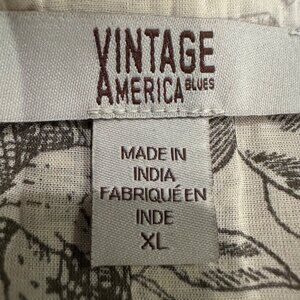 VINTAGE
AMERICA BLUES
MADE IN
INDIA
FABRIQUÉ EN
INDE
XL